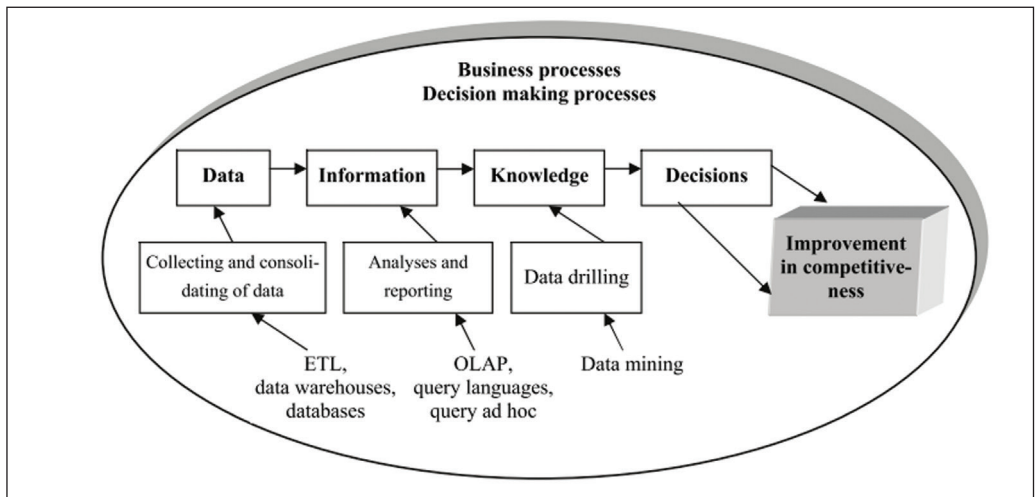 Business processes
Decision making processes
Data
Information
Knowledge
Decisions
Improvement
in competitive-
ness
Collecting and consoli-
dating of data
Analyses and
reporting
Data drilling
ETL,
data warehouses,
databases
OLAP,
query languages,
query ad hoc
Data mining